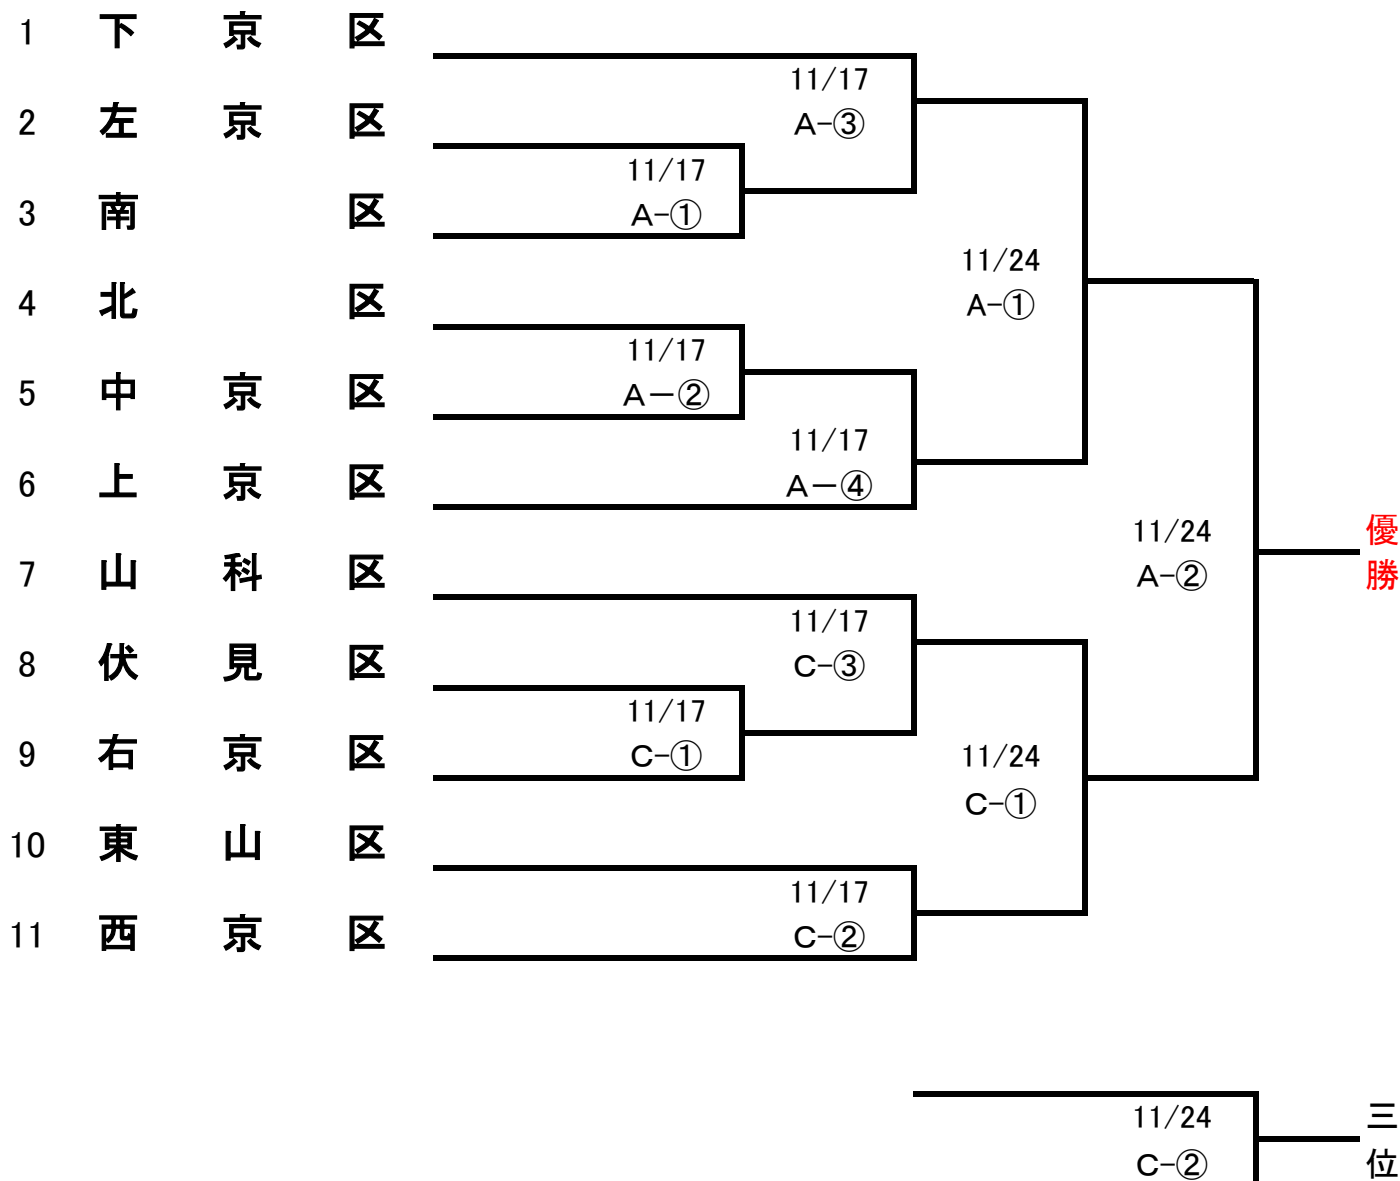 1 下 京 区
11/17
2 左 京 区
A-③
11/17
3 南 区
A-①
11/24
4 北 区
A-①
11/17
5 中 京 区
A－②
11/17
6 上 京 区
A－④
11/24
優
7 山 科 区
A-②
勝
11/17
8 伏 見 区
C-③
11/17
9 右 京 区
C-①
11/24
C-①
10 東 山 区
11/17
11 西 京 区
C-②
11/24
三
C-②
位